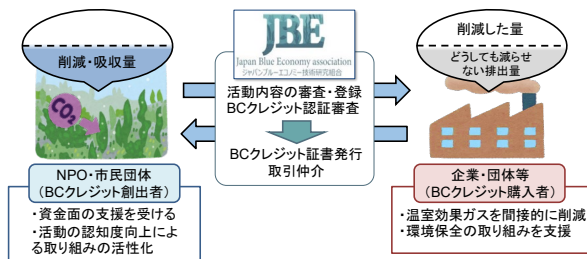 削減・吸収量
CO₂
NPO・市民団体
(BCクレジット創出者)
・資金面の支援を受ける
・活動の認知度向上によ
る取り組みの活性化
JBE
Japan Blue Economy association
ジャパンブルーエコノミー技術研究組合
活動内容の審査・登録
BCクレジット認証審査
BCクレジット証書発行
取引仲介
削減した量
どうしても減らせ
ない排出量
企業・団体等
(BCクレジット購入者)
・温室効果ガスを間接的に削減
・環境保全の取り組みを支援